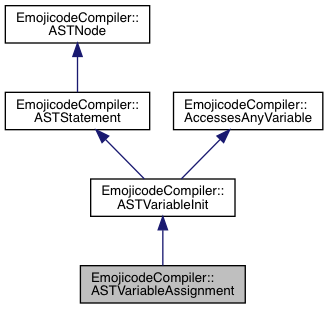 EmojicodeCompiler::
ASTNode
EmojicodeCompiler::
ASTStatement
EmojicodeCompiler::
AccessesAnyVariable
EmojicodeCompiler::
ASTVariableInit
EmojicodeCompiler::
ASTVariableAssignment